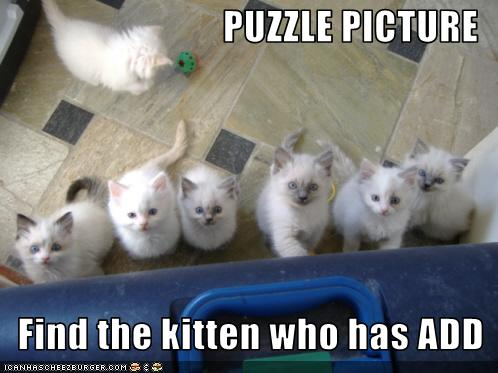 PUZZLE PICTURE
Find the kitten who has ADD
ICANHASCHEEZBURGER.COM